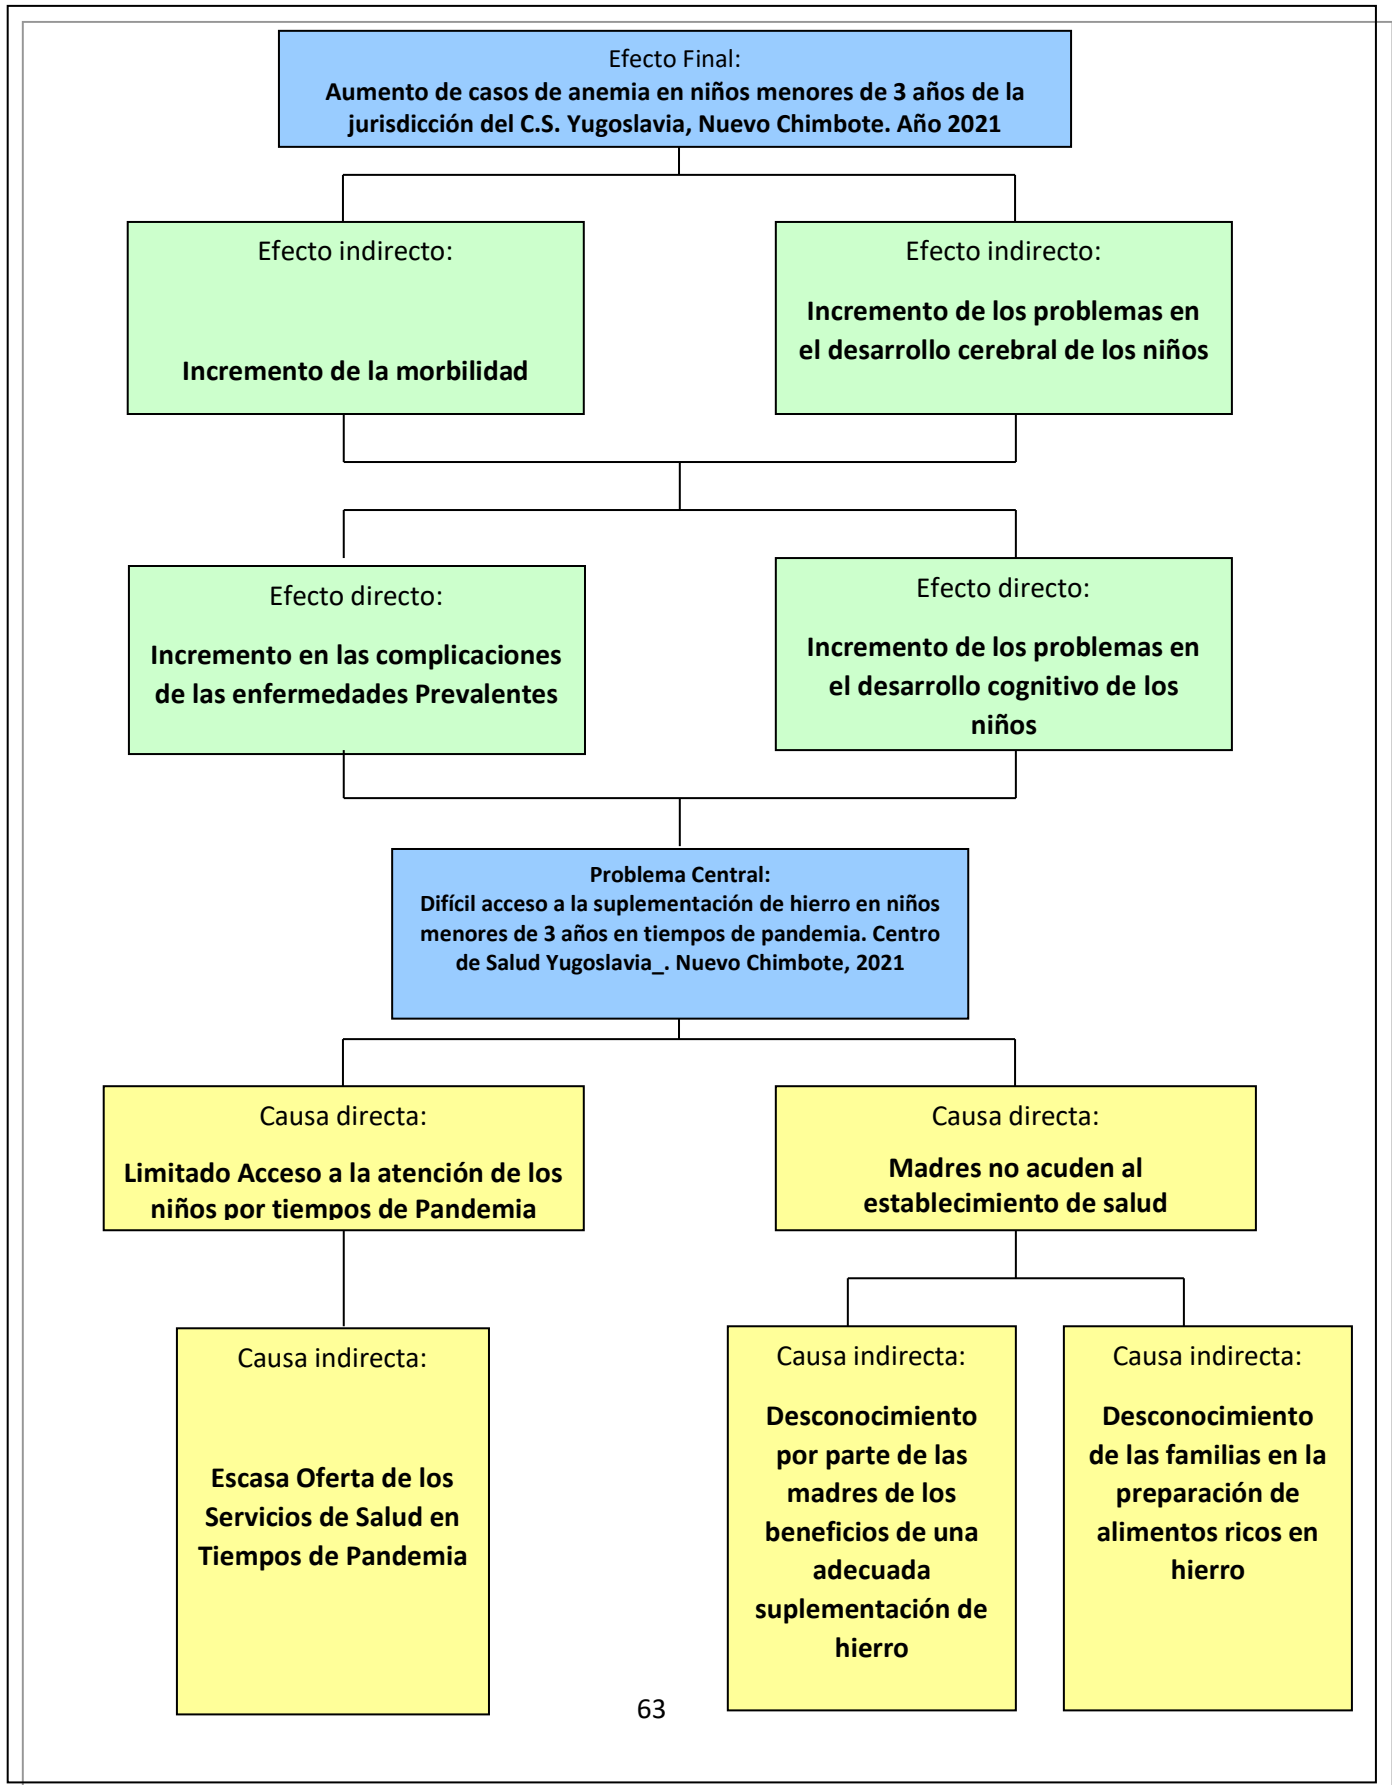 Efecto Final:
Aumento de casos de anemia en niños menores de 3 años de la
jurisdicción del C.S. Yugoslavia, Nuevo Chimbote. Año 2021
Efecto indirecto:
Incremento de la morbilidad
Efecto indirecto:
Incremento de los problemas en
el desarrollo cerebral de los niños
Efecto directo:
Incremento en las complicaciones
de las enfermedades Prevalentes
Efecto directo:
Incremento de los problemas en
el desarrollo cognitivo de los
niños
Problema Central:
Difícil acceso a la suplementación de hierro en niños
menores de 3 años en tiempos de pandemia. Centro
de Salud Yugoslavia_. Nuevo Chimbote, 2021
Causa directa:
Limitado Acceso a la atención de los
niños por tiempos de Pandemia
Causa directa:
Madres no acuden al
establecimiento de salud
Causa indirecta:
Escasa Oferta de los
Servicios de Salud en
Tiempos de Pandemia
Causa indirecta:
Desconocimiento
por parte de las
madres de los
beneficios de una
adecuada
suplementación de
hierro
Causa indirecta:
Desconocimiento
de las familias en la
preparación de
alimentos ricos en
hierro
63